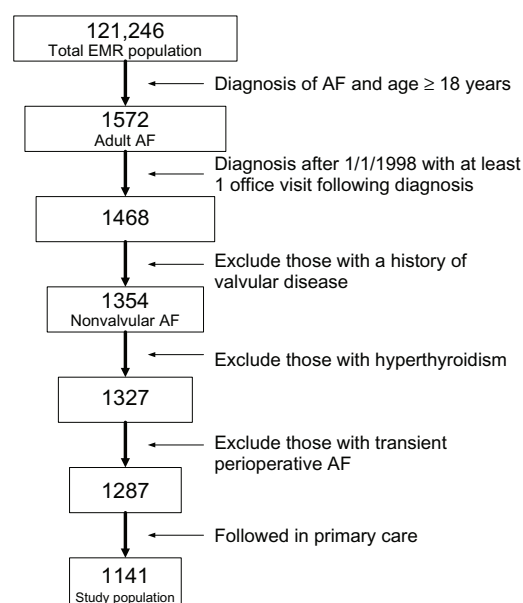 121,246
Total EMR population
Diagnosis of AF and age ≥ 18 years
1572
Adult AF
Diagnosis after 1/1/1998 with at least
1 office visit following diagnosis
1468
Exclude those with a history of
valvular disease
1354
Nonvalvular AF
Exclude those with hyperthyroidism
1327
Exclude those with transient
perioperative AF
1287
Followed in primary care
1141
Study population